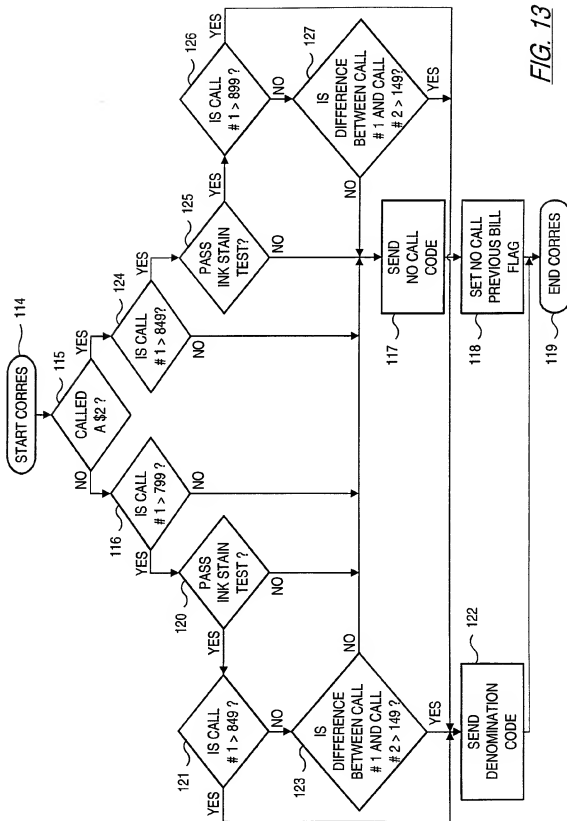 START CORRES
114
CALLED
A $2 ?
115
NO
YES
IS CALL
# 1 > 799 ?
116
YES
NO
IS CALL
# 1 > 849?
124
YES
NO
PASS
INK STAIN
TEST ?
120
YES
NO
PASS
INK STAIN
TEST?
125
YES
NO
IS CALL
# 1 > 849 ?
121
YES
NO
IS CALL
# 1 > 899 ?
126
YES
NO
IS
DIFFERENCE
BETWEEN CALL
# 1 AND CALL
# 2 > 149 ?
123
NO
YES
IS
DIFFERENCE
BETWEEN CALL
# 1 AND CALL
# 2 > 149?
127
NO
YES
SEND
NO CALL
CODE
117
SEND
DENOMINATION
CODE
122
SET NO CALL
PREVIOUS BILL
FLAG
118
END CORRES
119
FIG. 13